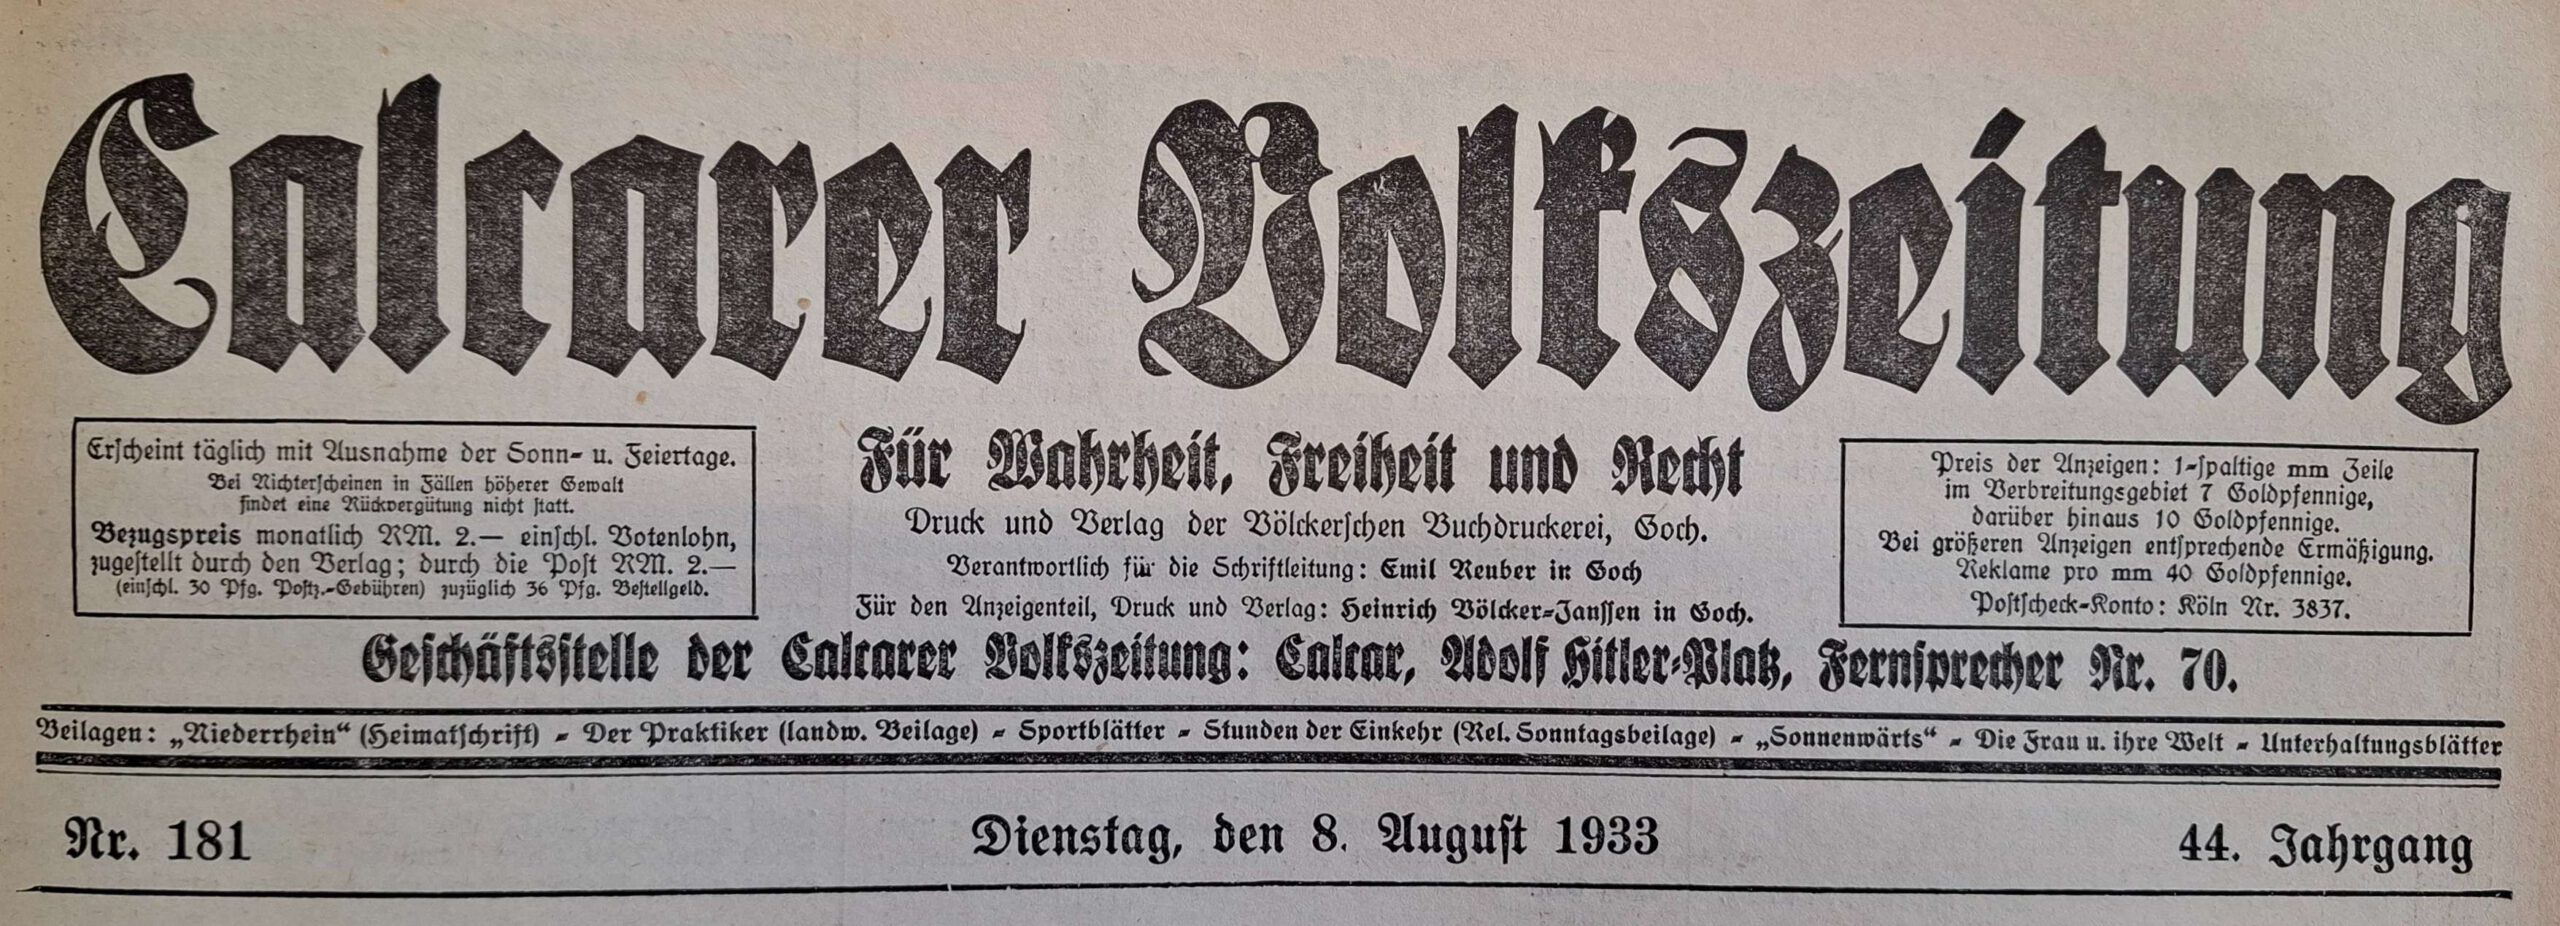 Calcarer Volkszeitung
Erscheint täglich mit Ausnahme der Sonn- u. Feiertage.
Bei Nichterscheinen in Fällen höherer Gewalt
findet eine Rückvergütung nicht statt.
Bezugspreis monatlich RM. 2.— einschl. Botenlohn,
zugestellt durch den Verlag; durch die Post RM. 2.—
(einschl. 30 Pfg. Postz.-Gebühren) zuzüglich 36 Pfg. Bestellgeld.
Für Wahrheit, Freiheit und Recht
Druck und Verlag der Völckerschen Buchdruckerei, Goch.
Verantwortlich für die Schriftleitung: Emil Reuber in Goch
Für den Anzeigenteil, Druck und Verlag: Heinrich Völcker-Janssen in Goch.
Preis der Anzeigen: 1-spaltige mm Zeile
im Verbreitungsgebiet 7 Goldpfennige,
darüber hinaus 10 Goldpfennige.
Bei größeren Anzeigen entsprechende Ermäßigung.
Reklame pro mm 40 Goldpfennige.
Postscheck-Konto: Köln Nr. 3837.
Geschäftsstelle der Calcarer Volkszeitung: Calcar, Adolf Hitler-Platz, Fernsprecher Nr. 70.
Beilagen: „Niederrhein“ (Heimatschrift) - Der Praktiker (landw. Beilage) - Sportblätter - Stunden der Einkehr (Rel. Sonntagsbeilage) - „Sonnenwärts“ - Die Frau u. ihre Welt - Unterhaltungsblätter
Nr. 181
Dienstag, den 8. August 1933
44. Jahrgang